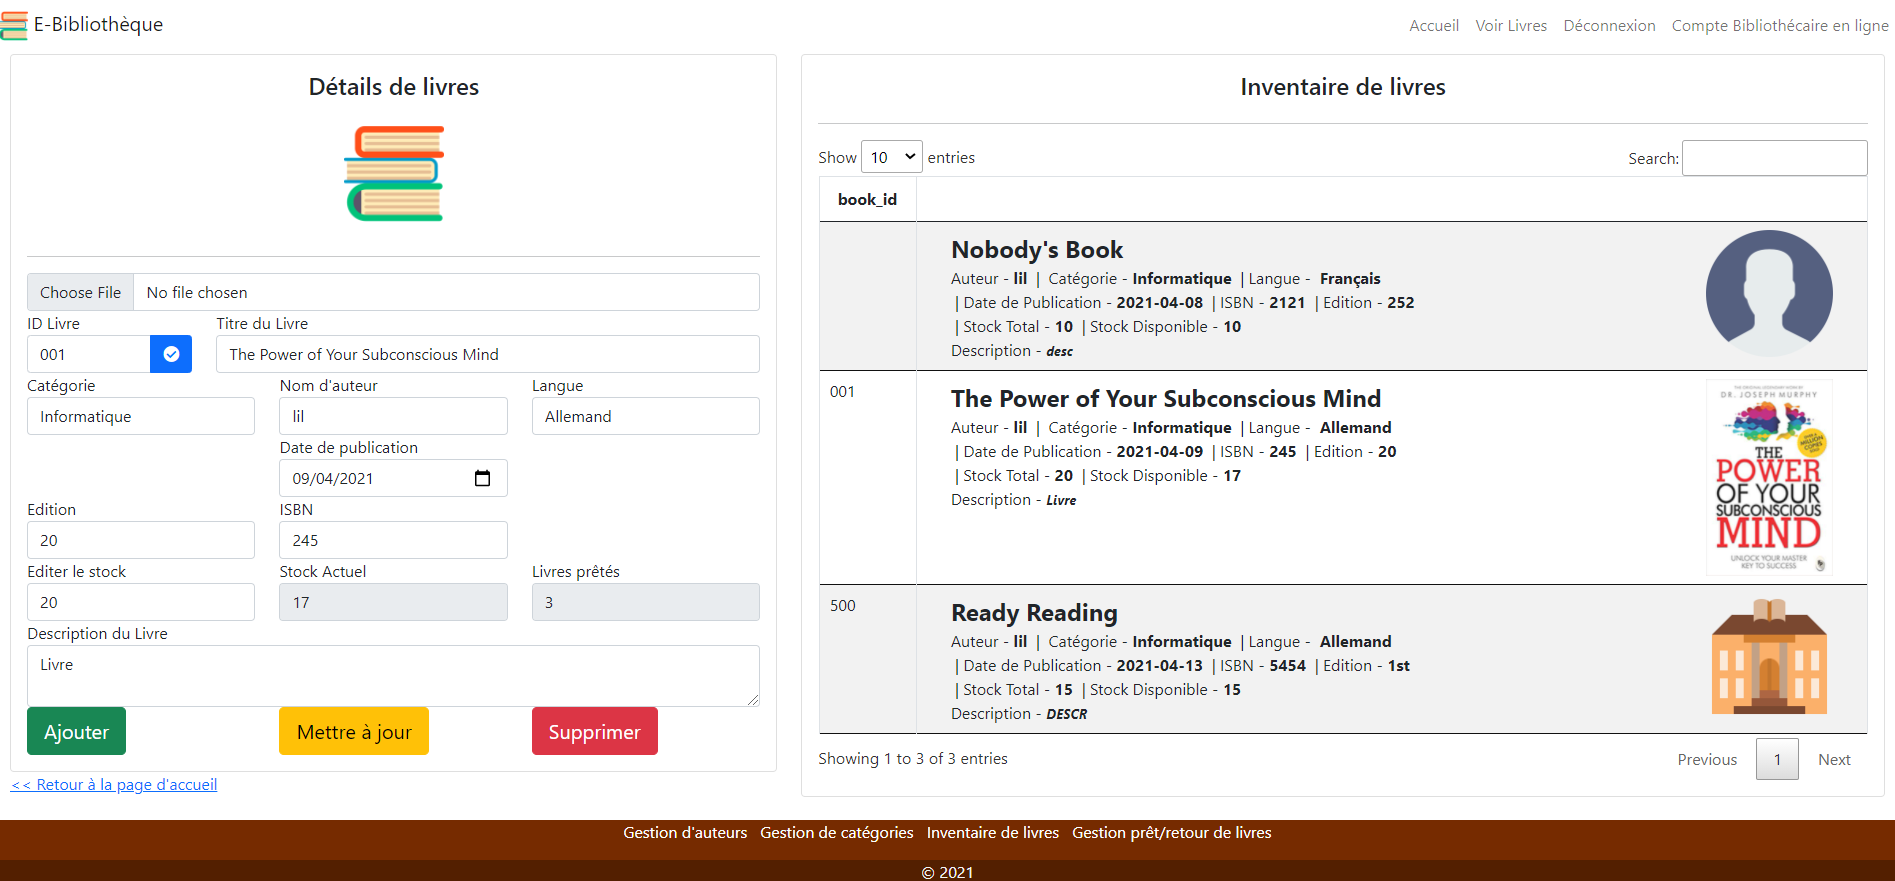 E-Bibliothèque
Accueil Voir Livres Déconnexion Compte Bibliothécaire en ligne
Détails de livres
Choose File No file chosen
ID Livre Titre du Livre
001 The Power of Your Subconscious Mind
Catégorie Nom d'auteur Langue
Informatique lil Allemand
Date de publication
09/04/2021
Edition ISBN
20 245
Editer le stock Stock Actuel Livres prêtés
20 17 3
Description du Livre
Livre
Ajouter Mettre à jour Supprimer
<< Retour à la page d'accueil
Inventaire de livres
Show 10 entries Search:
book_id
Nobody's Book
Auteur - lil | Catégorie - Informatique | Langue - Français
| Date de Publication - 2021-04-08 | ISBN - 2121 | Edition - 252
| Stock Total - 10 | Stock Disponible - 10
Description - desc
001
The Power of Your Subconscious Mind
Auteur - lil | Catégorie - Informatique | Langue - Allemand
| Date de Publication - 2021-04-09 | ISBN - 245 | Edition - 20
| Stock Total - 20 | Stock Disponible - 17
Description - Livre
DR. JOSEPH MURPHY
THE
POWER
OF YOUR
SUBCONSCIOUS
MIND
UNLOCK YOUR MASTER
KEY TO SUCCESS
500
Ready Reading
Auteur - lil | Catégorie - Informatique | Langue - Allemand
| Date de Publication - 2021-04-13 | ISBN - 5454 | Edition - 1st
| Stock Total - 15 | Stock Disponible - 15
Description - DESCR
Showing 1 to 3 of 3 entries
Previous 1 Next
Gestion d'auteurs Gestion de catégories Inventaire de livres Gestion prêt/retour de livres
© 2021